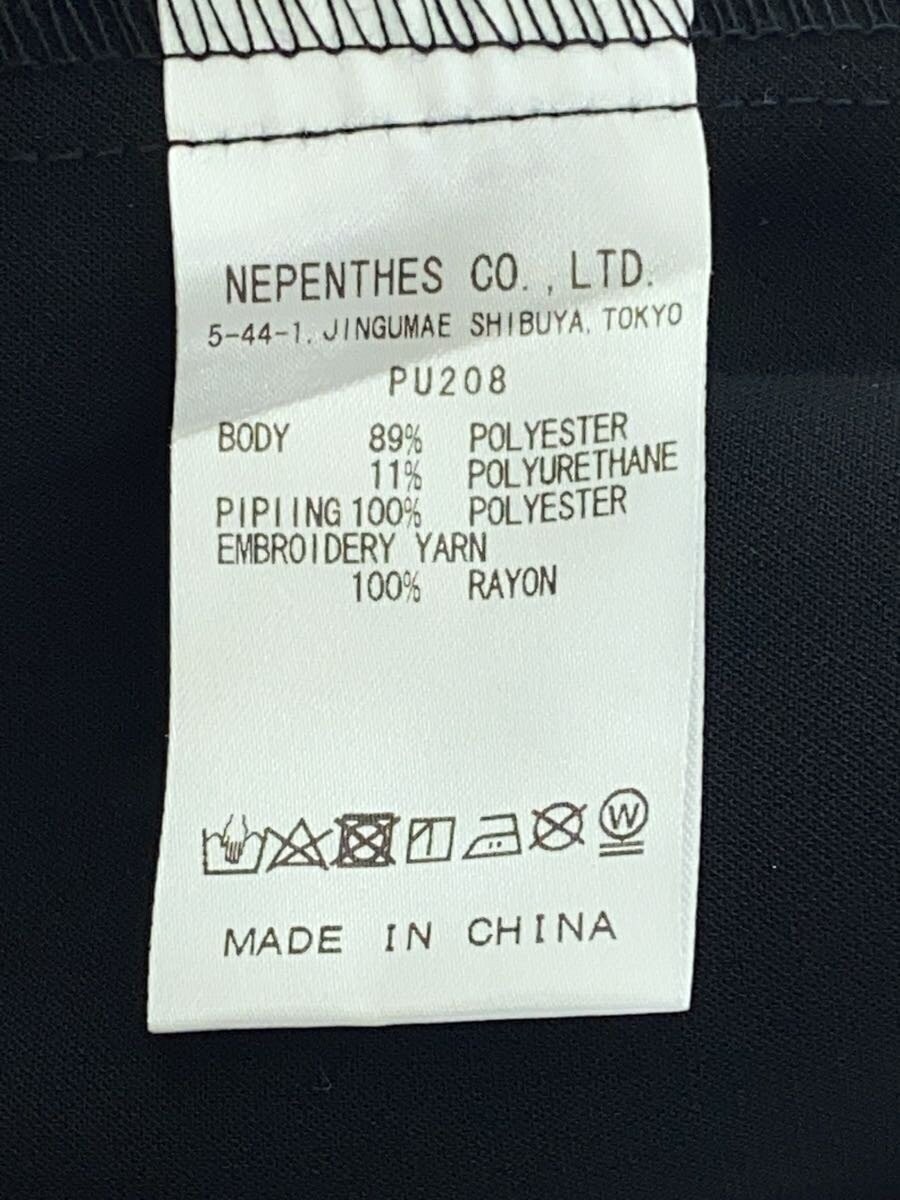 NEPENTHES CO.,LTD.
5-44-1, JINGUMAE SHIBUYA, TOKYO
PU208
BODY 89% POLYESTER
11% POLYURETHANE
PIPIING 100% POLYESTER
EMBROIDERY YARN
100% RAYON
W
MADE IN CHINA